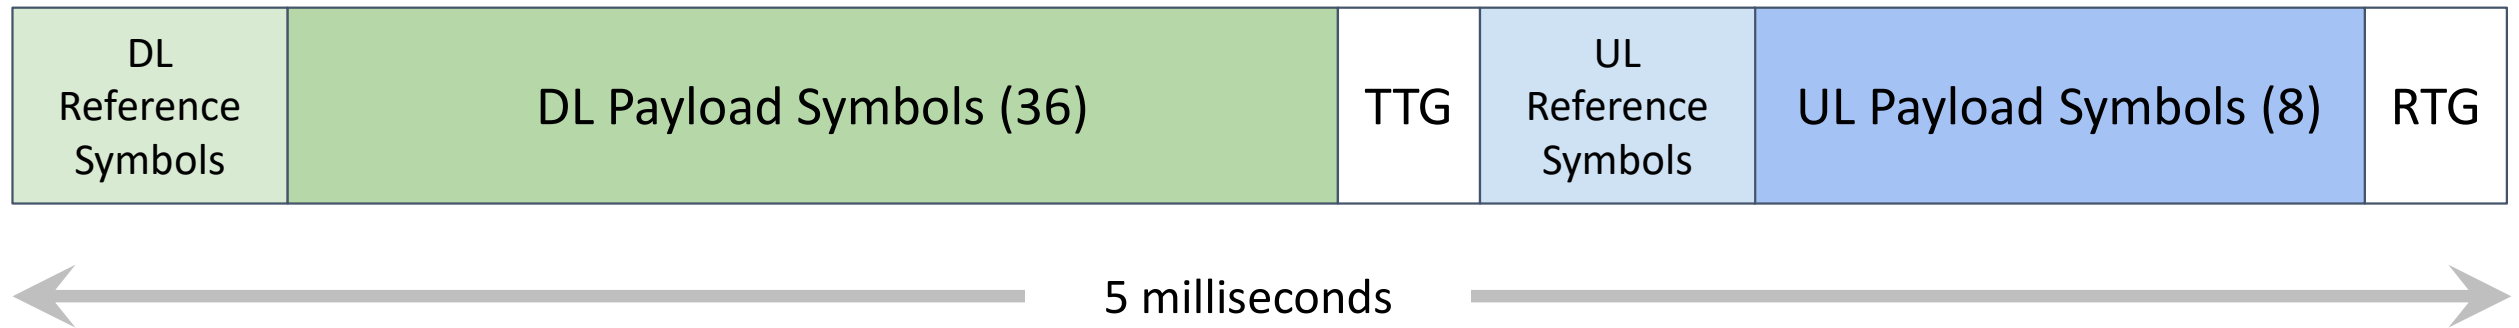 DL
Reference
Symbols
DL Payload Symbols (36)
TTG
UL
Reference
Symbols
UL Payload Symbols (8)
RTG
5 milliseconds